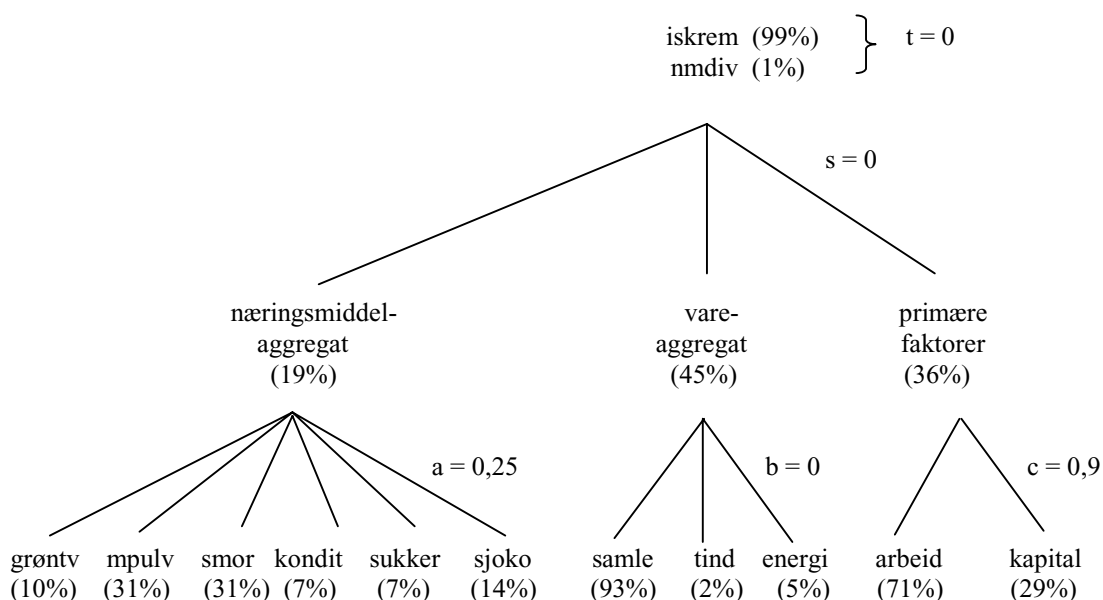 iskrem (99%)
nmdiv (1%)
t = 0
s = 0
nærings­middel-
aggregat
(19%)
vare-
aggregat
(45%)
primære
faktorer
(36%)
a = 0,25
b = 0
c = 0,9
grøntv
(10%)
mpulv
(31%)
smor
(31%)
kondit
(7%)
sukker
(7%)
sjoko
(14%)
samle
(93%)
tind
(2%)
energi
(5%)
arbeid
(71%)
kapital
(29%)